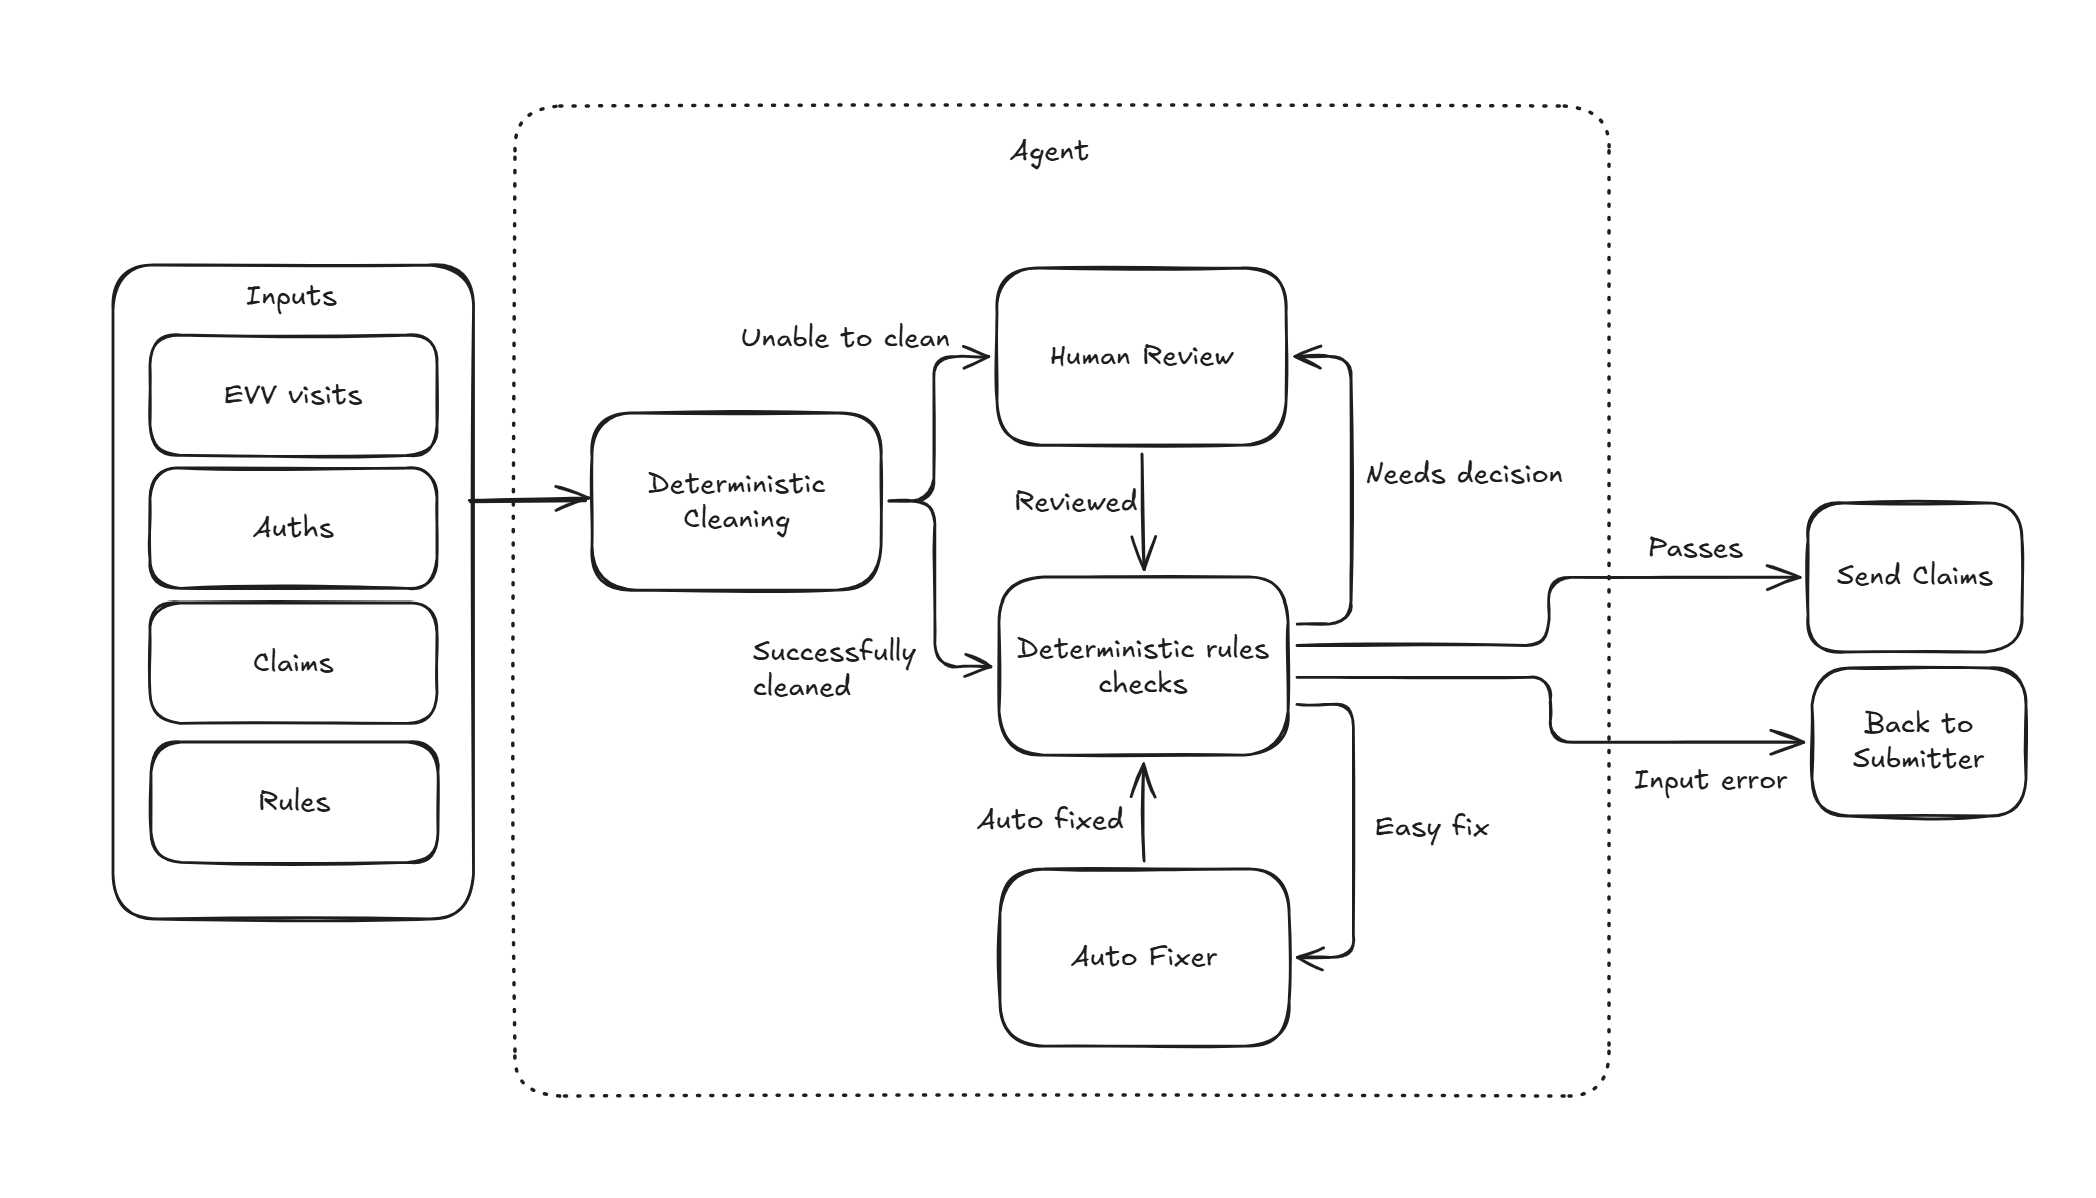 Agent
Inputs
EVV visits
Auths
Claims
Rules
Deterministic
Cleaning
Unable to clean
Successfully
cleaned
Human Review
Reviewed
Needs decision
Deterministic rules
checks
Auto fixed
Easy fix
Auto Fixer
Passes
Send Claims
Input error
Back to
Submitter